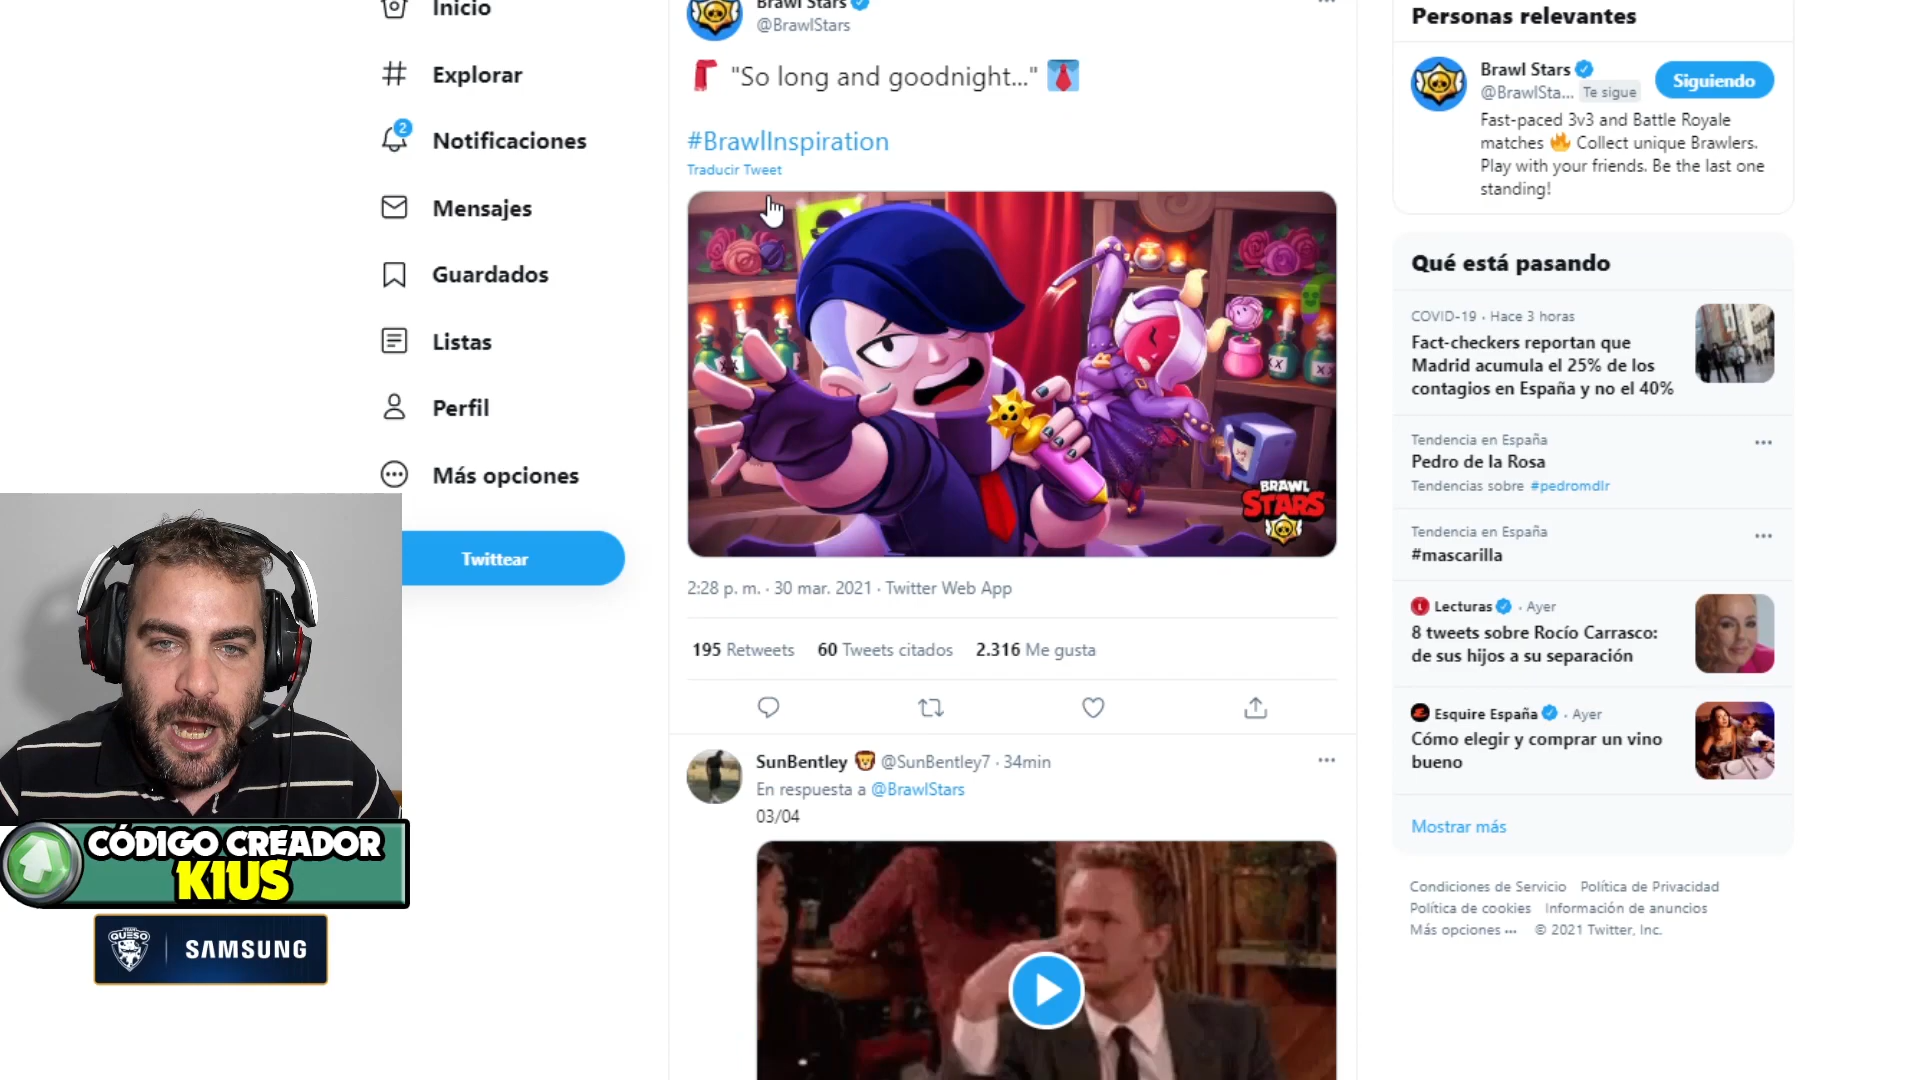 Inicio
Explorar
2
Notificaciones
Mensajes
Guardados
Listas
Perfil
Más opciones
Twittear
CÓDIGO CREADOR
K1US
TEAM
QUESO
SAMSUNG
Brawl Stars
@BrawlStars
"So long and goodnight..."
#BrawlInspiration
Traducir Tweet
XX
XX
XX
BRAWL
STARS
2:28 p. m. · 30 mar. 2021 · Twitter Web App
195 Retweets 60 Tweets citados 2.316 Me gusta
SunBentley @SunBentley7 · 34min
En respuesta a @BrawlStars
03/04
Personas relevantes
Brawl Stars
@BrawlSta... Te sigue
Siguiendo
Fast-paced 3v3 and Battle Royale
matches Collect unique Brawlers.
Play with your friends. Be the last one
standing!
Qué está pasando
COVID-19 · Hace 3 horas
Fact-checkers reportan que
Madrid acumula el 25% de los
contagios en España y no el 40%
Tendencia en España
Pedro de la Rosa
Tendencias sobre #pedromdlr
Tendencia en España
#mascarilla
Lecturas · Ayer
8 tweets sobre Rocío Carrasco:
de sus hijos a su separación
Esquire España · Ayer
Cómo elegir y comprar un vino
bueno
Mostrar más
Condiciones de Servicio Política de Privacidad
Política de cookies Información de anuncios
Más opciones ··· © 2021 Twitter, Inc.